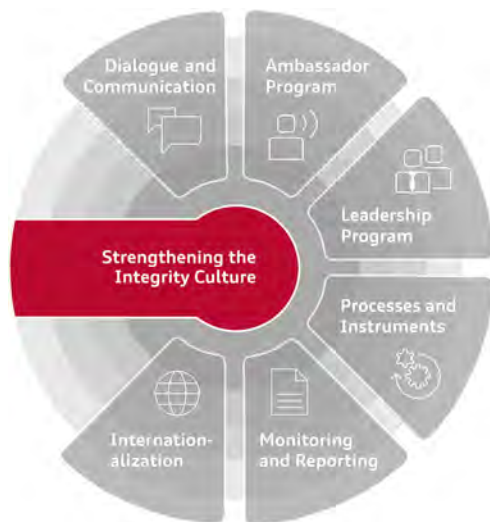 Dialogue and
Communication
Ambassador
Program
Leadership
Program
Strengthening the
Integrity Culture
Processes and
Instruments
Internation-
alization
Monitoring
and Reporting